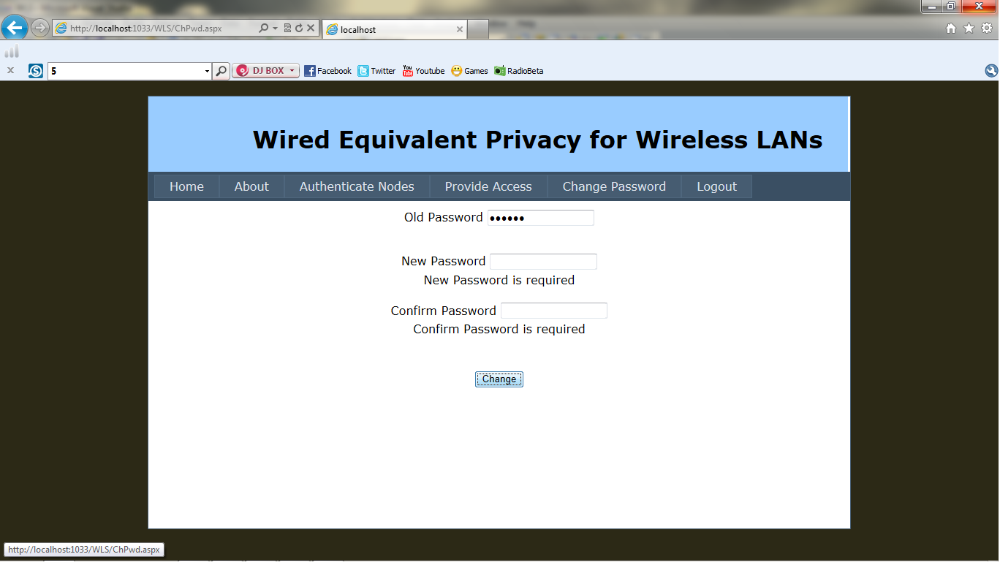 http://localhost:1033/WLS/ChPwd.aspx
localhost
5
DJ BOX
Facebook
Twitter
You Tube
Youtube
Games
RadioBeta
Wired Equivalent Privacy for Wireless LANs
Home
About
Authenticate Nodes
Provide Access
Change Password
Logout
Old Password
New Password
New Password is required
Confirm Password
Confirm Password is required
Change
http://localhost:1033/WLS/ChPwd.aspx